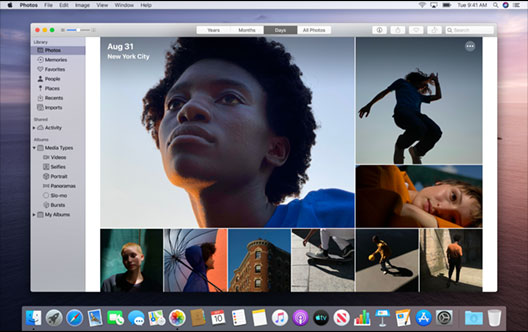 Photos File Edit Image View Window Help
Tue 9:41 AM
Years Months Days All Photos
Search
Library
Photos
Memories
Favorites
People
Places
Recents
Imports
Shared
Activity
Albums
Media Types
Videos
Selfies
Portrait
Panoramas
Slo-mo
Bursts
My Albums
Aug 31
New York City
10
tv